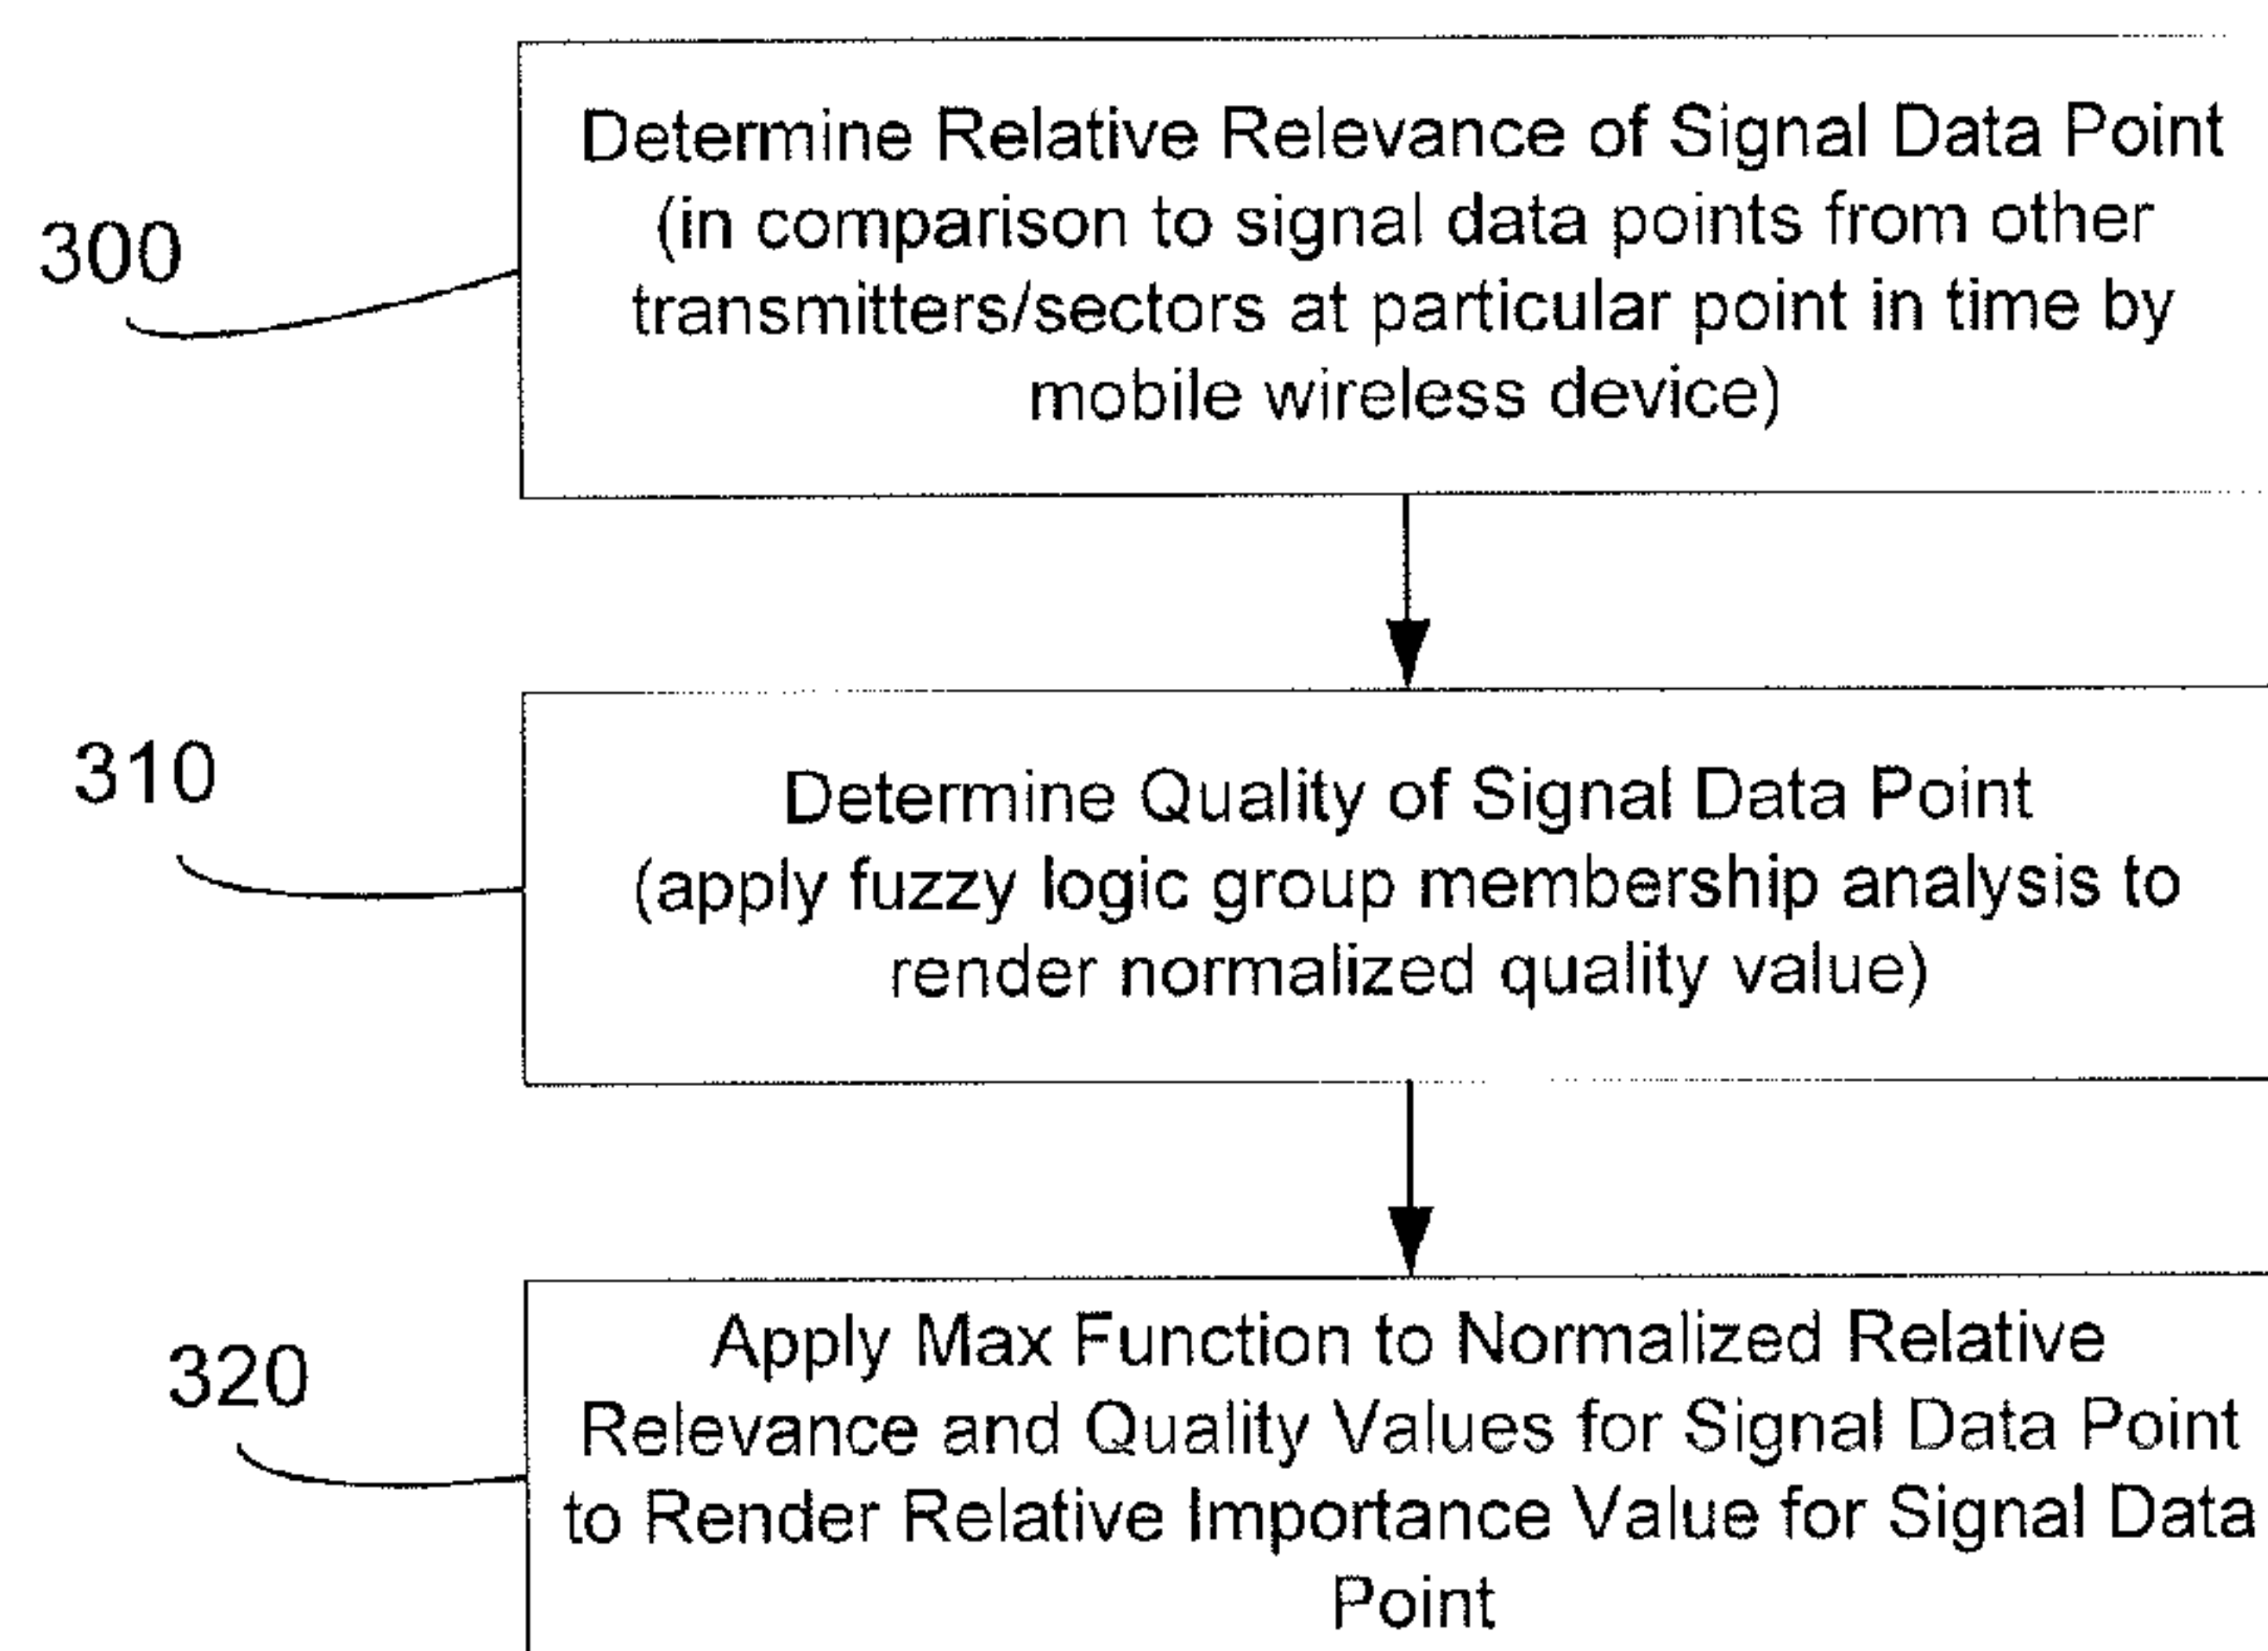 300
Determine Relative Relevance of Signal Data Point
(in comparison to signal data points from other
transmitters/sectors at particular point in time by
mobile wireless device)
310
Determine Quality of Signal Data Point
(apply fuzzy logic group membership analysis to
render normalized quality value)
320
Apply Max Function to Normalized Relative
Relevance and Quality Values for Signal Data Point
to Render Relative Importance Value for Signal Data
Point